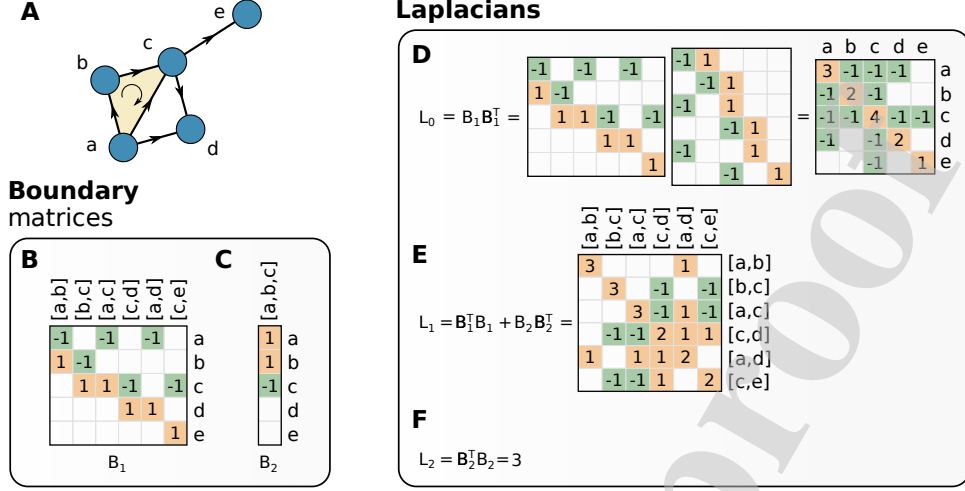 A
e
c
b
a
d
Boundary
matrices
B
[a,b] [b,c] [a,c] [c,d] [a,d] [c,e]
-1 -1 -1 a
1 -1 b
1 1 -1 -1 c
1 1 d
1 e
B1
C
[a,b,c]
1 a
1 b
-1 c
d
e
B2
Laplacians
D
L0 = B1B1ᵀ =
-1 -1 -1
1 -1
1 1 -1 -1
1 1
1
-1 1
-1 1
-1 1
-1 1
-1 1
-1 1
=
a b c d e
3 -1 -1 -1 a
-1 2 -1 b
-1 -1 4 -1 -1 c
-1 -1 2 d
-1 1 e
E
[a,b] [b,c] [a,c] [c,d] [a,d] [c,e]
L1 = B1ᵀB1 + B2B2ᵀ =
3 1 [a,b]
3 -1 -1 [b,c]
3 -1 1 -1 [a,c]
-1 -1 2 1 1 [c,d]
1 1 1 2 [a,d]
-1 -1 1 2 [c,e]
F
L2 = B2ᵀB2 = 3
proof